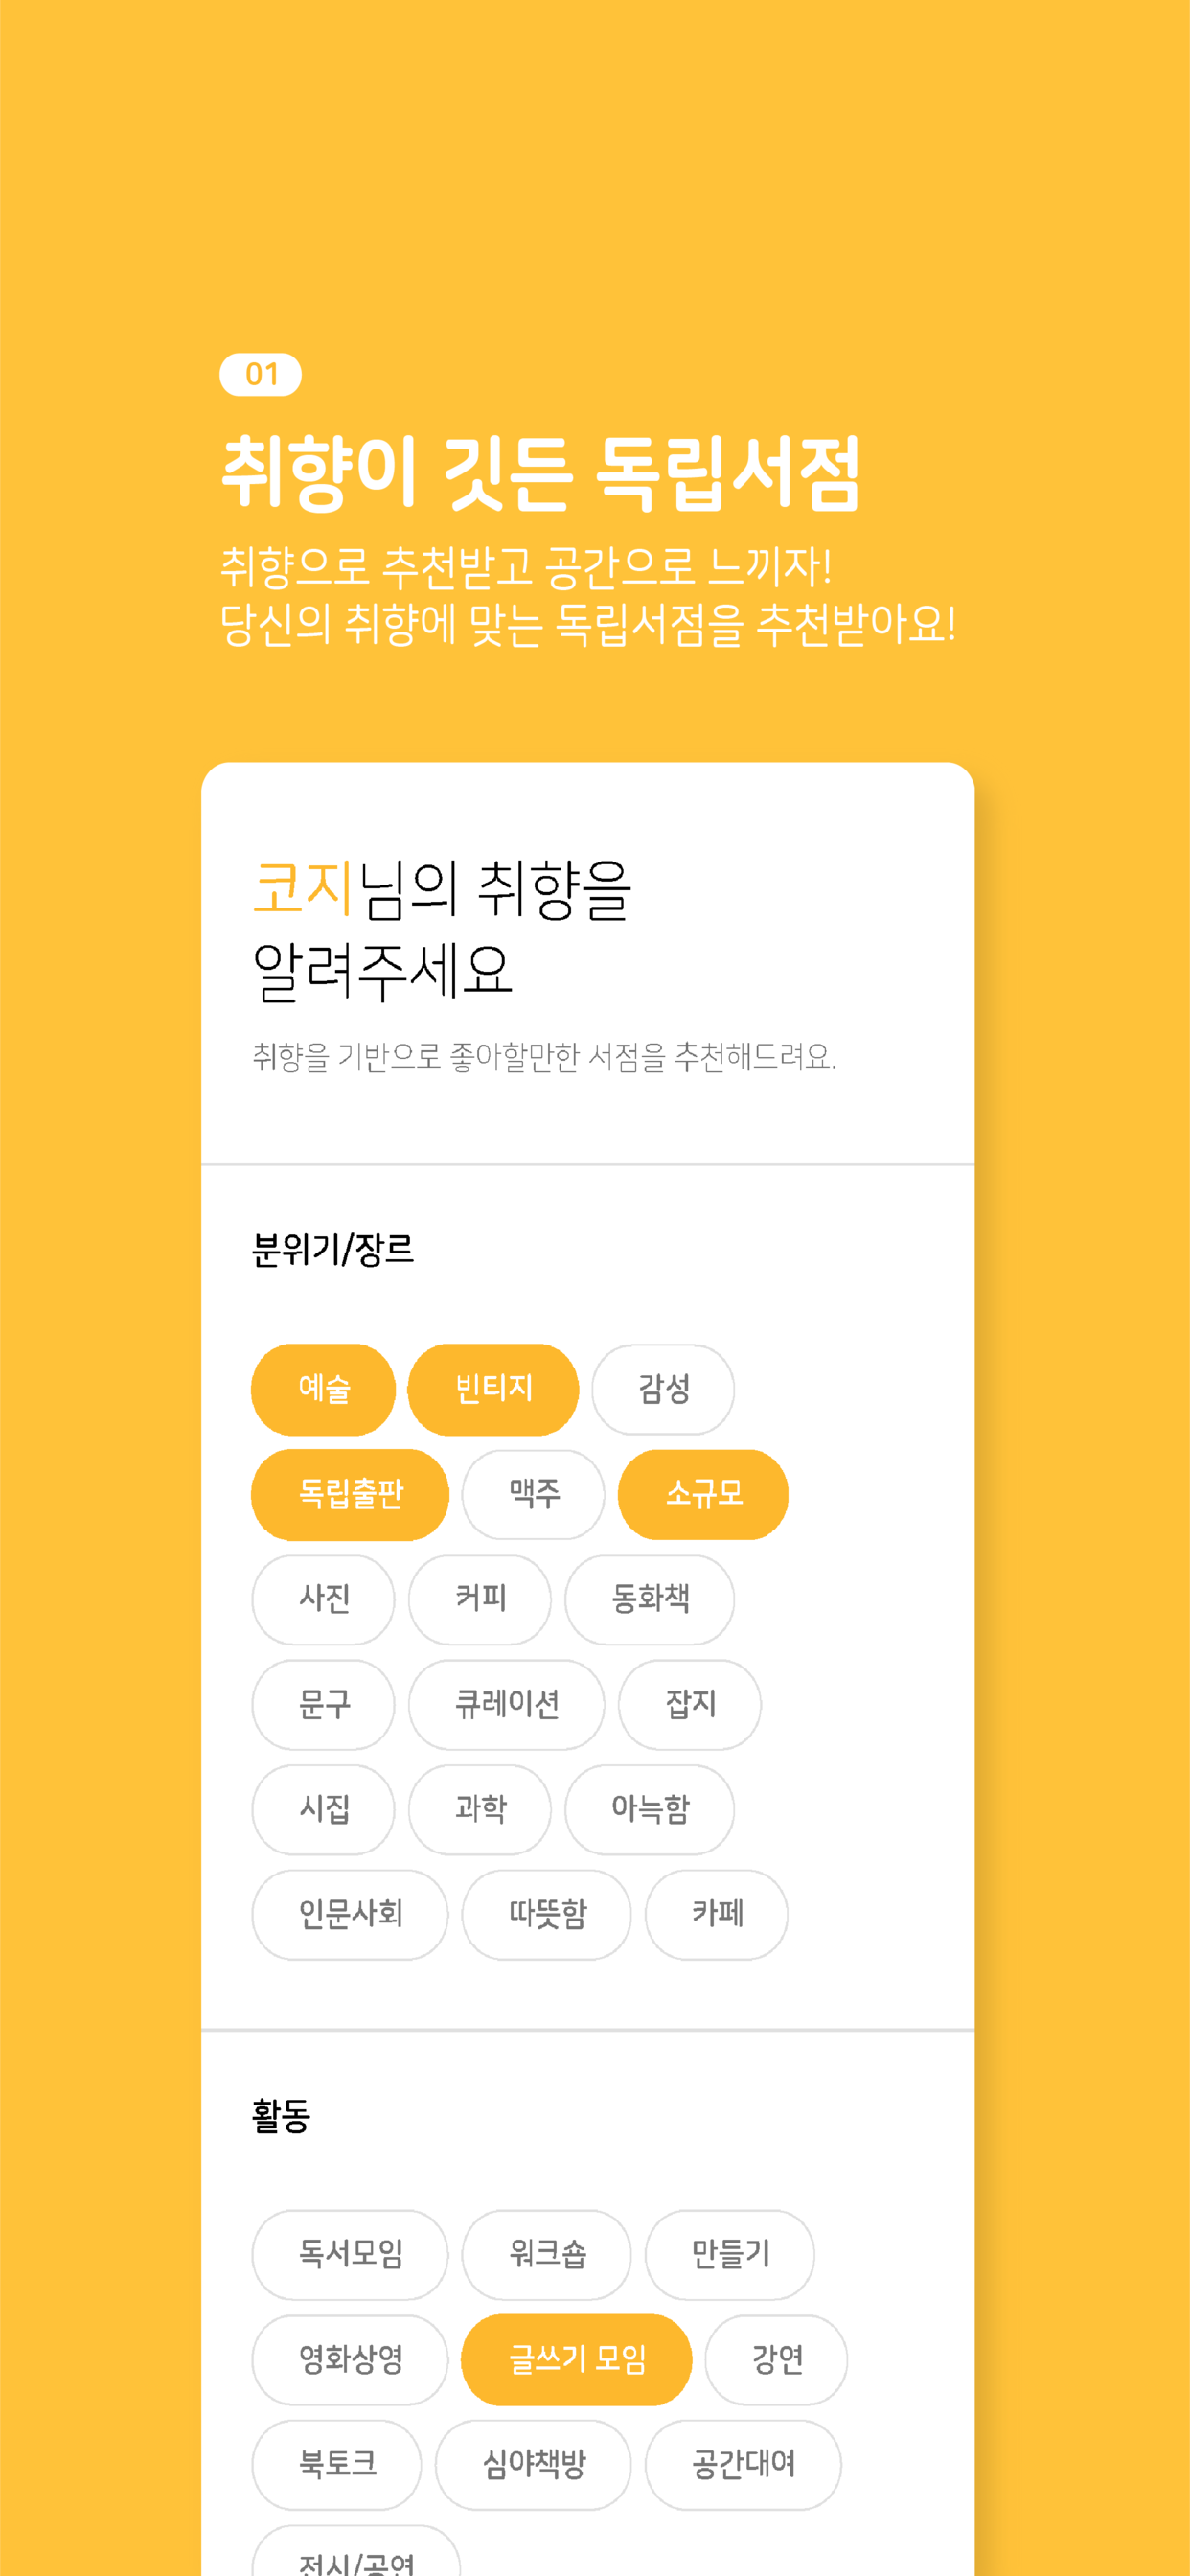 01
취향이 깃든 독립서점
취향으로 추천받고 공간으로 느끼자!
당신의 취향에 맞는 독립서점을 추천받아요!
코지님의 취향을
알려주세요
취향을 기반으로 좋아할만한 서점을 추천해드려요.
분위기/장르
예술 빈티지 감성
독립출판 맥주 소규모
사진 커피 동화책
문구 큐레이션 잡지
시집 과학 아늑함
인문사회 따뜻함 카페
활동
독서모임 워크숍 만들기
영화상영 글쓰기 모임 강연
북토크 심야책방 공간대여
전시/공연